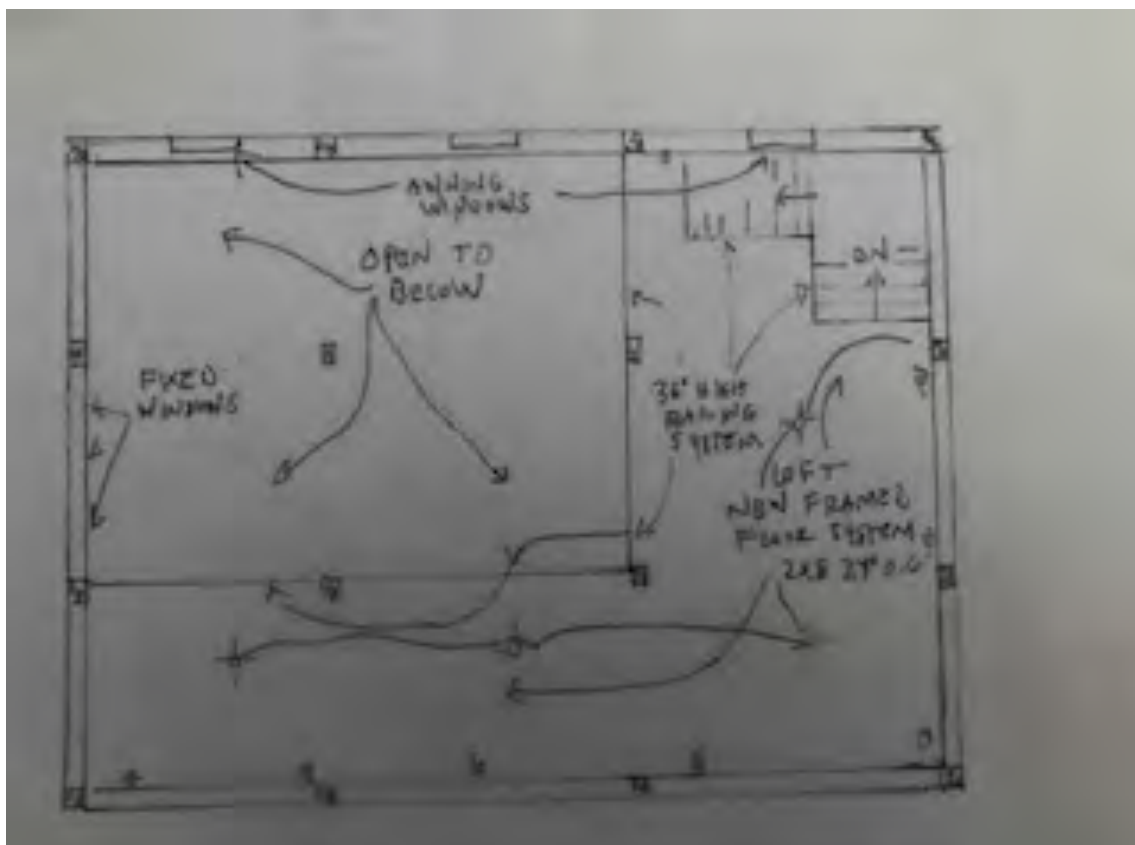 AWNING
WINDOWS
OPEN TO
BELOW
DN
FIXED
WINDOWS
36" HIGH
RAILING
SYSTEM
LOFT
NEW FRAMED
FLOOR SYSTEM
2X8 24" O.C.